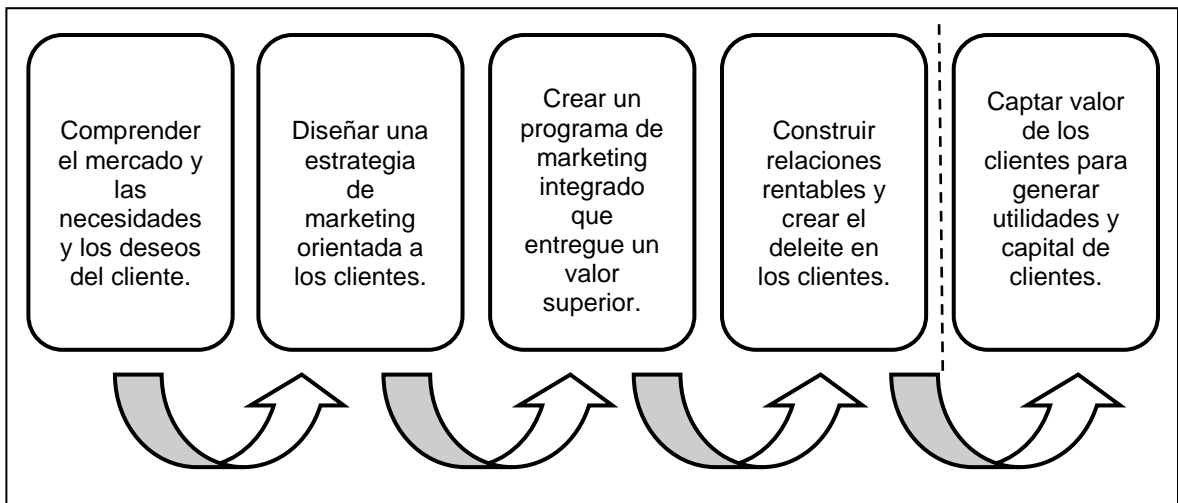 Comprender
el mercado y
las
necesidades
y los deseos
del cliente.
Diseñar una
estrategia
de
marketing
orientada a
los clientes.
Crear un
programa de
marketing
integrado
que
entregue un
valor
superior.
Construir
relaciones
rentables y
crear el
deleite en
los clientes.
Captar valor
de los
clientes para
generar
utilidades y
capital de
clientes.